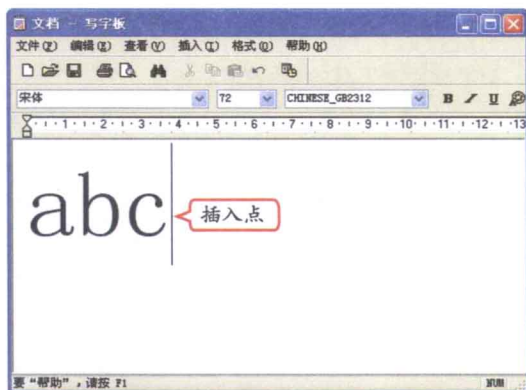 文档 - 写字板
文件(F) 编辑(E) 查看(V) 插入(I) 格式(O) 帮助(H)
宋体 72 CHINESE_GB2312 B I U
1 2 3 4 5 6 7 8 9 10 11 12 13
abc 插入点
要“帮助”，请按 F1 NUM